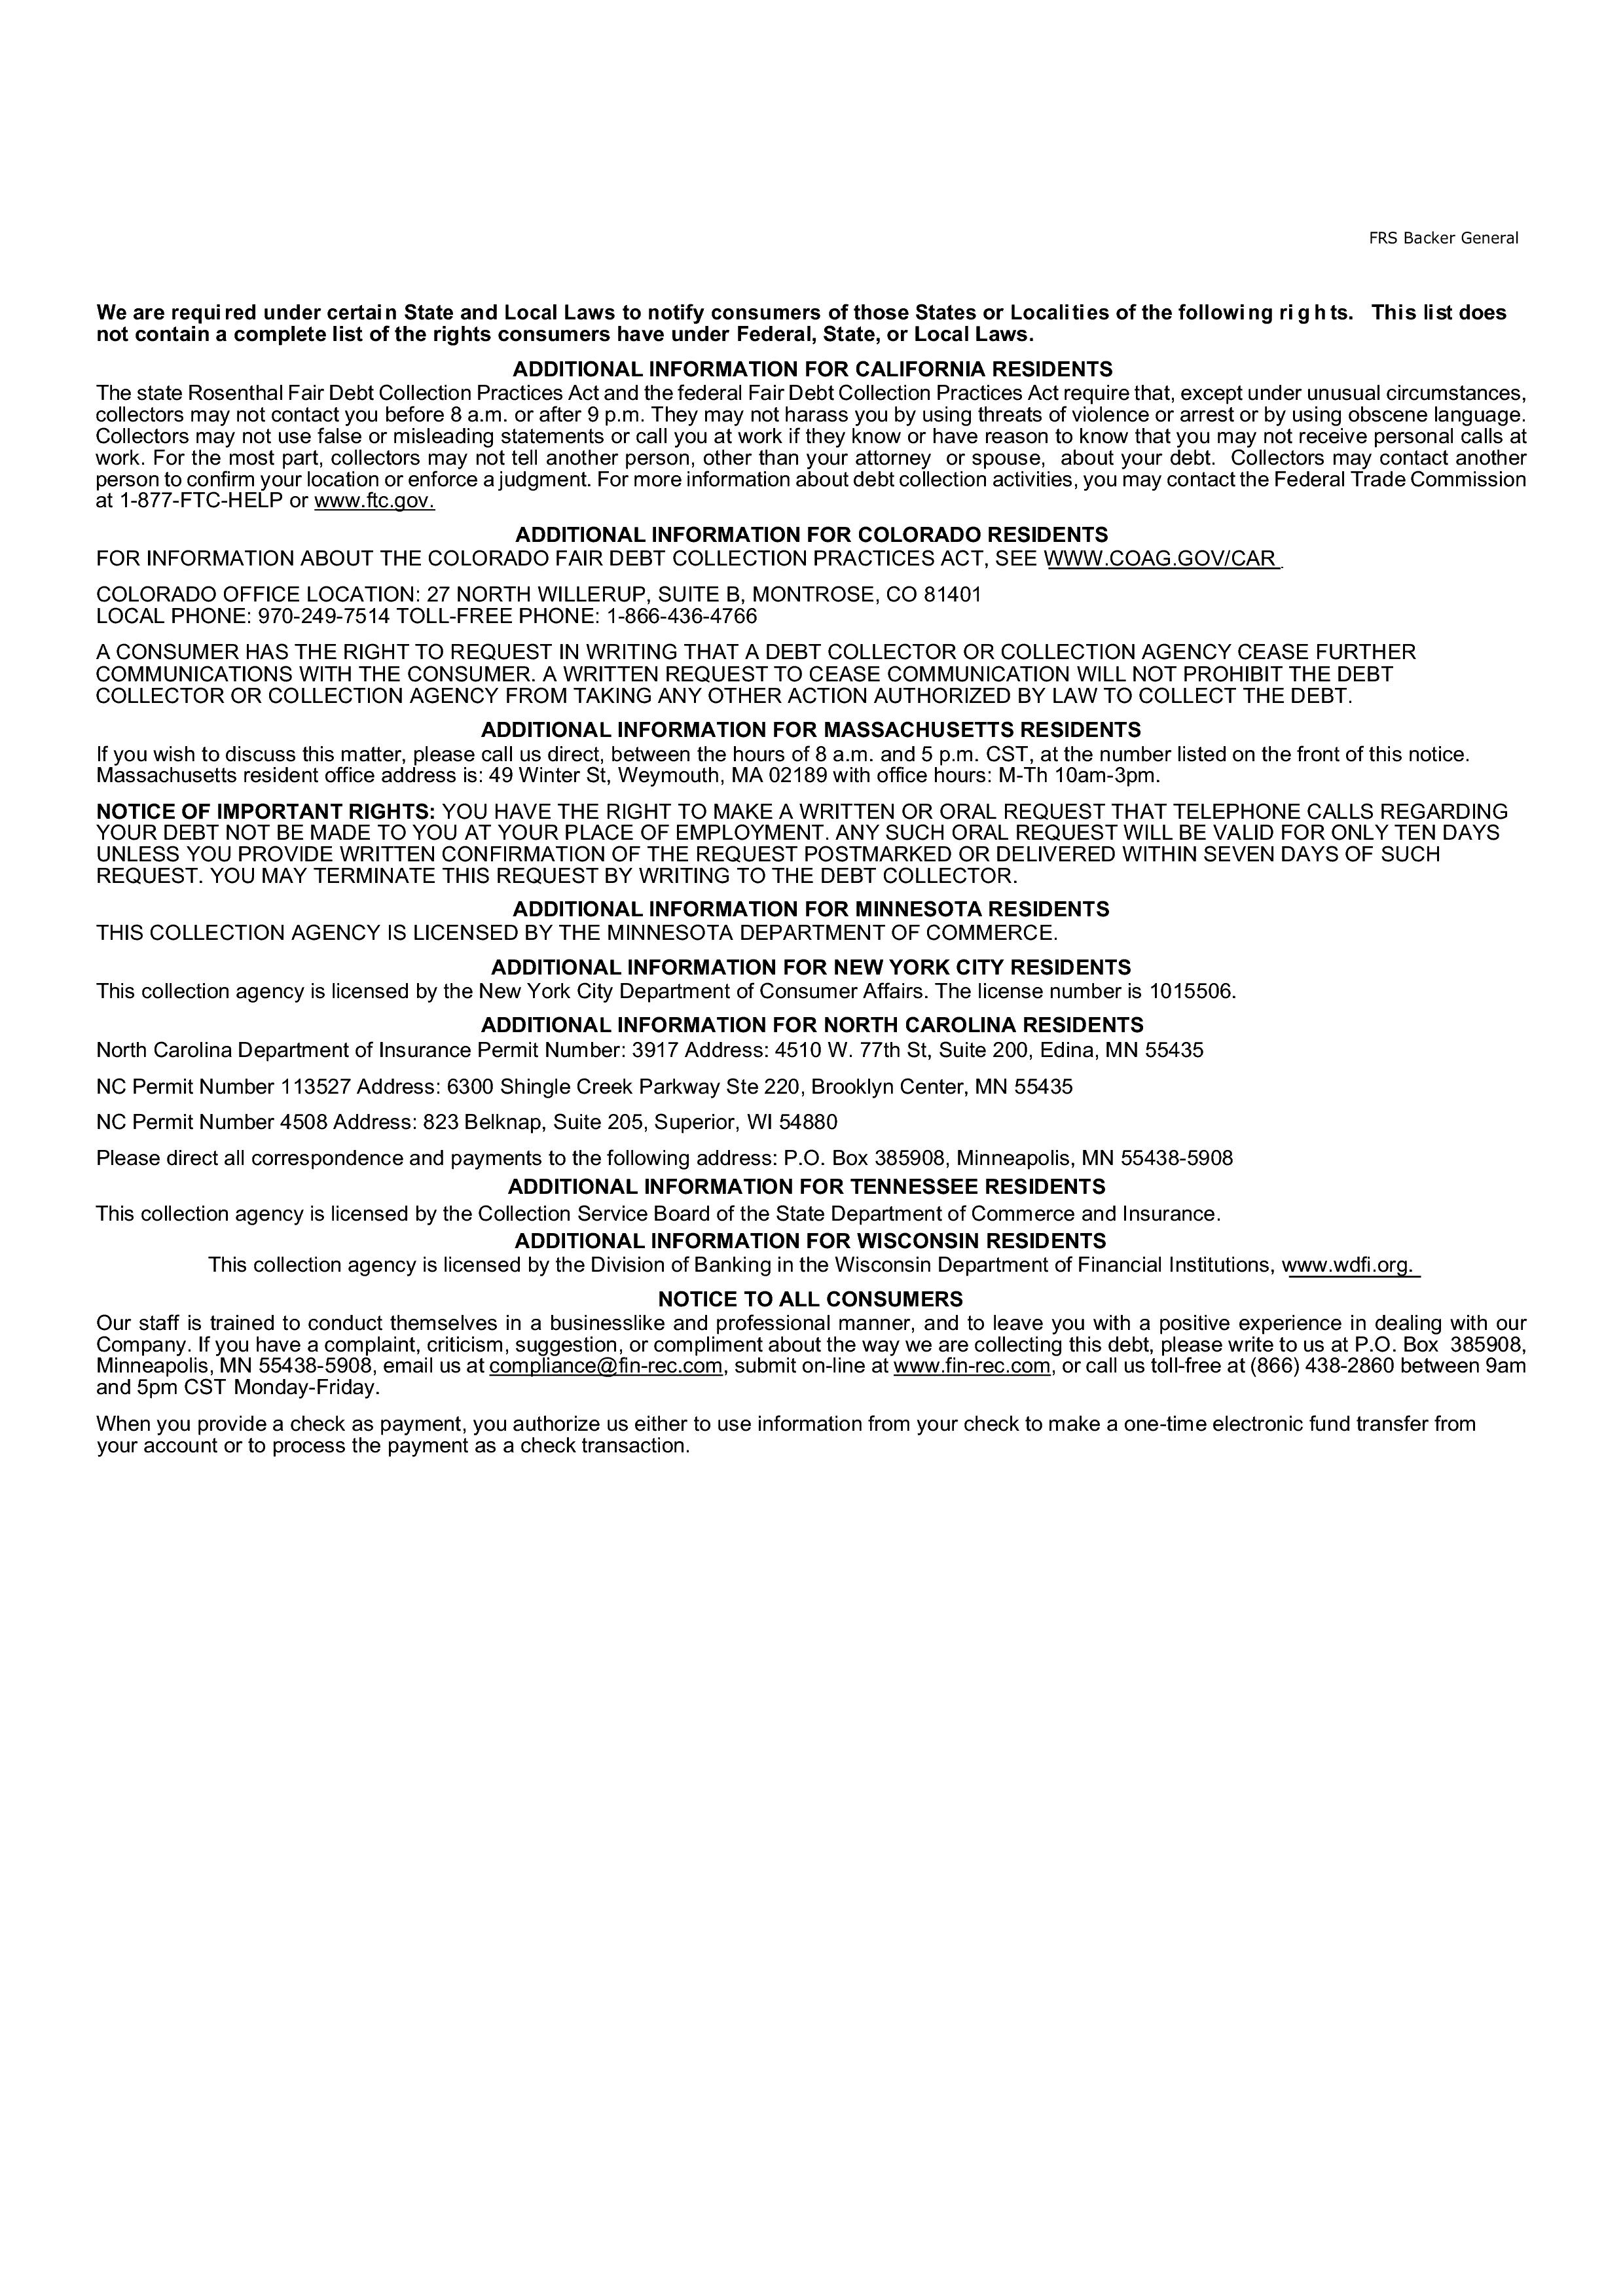 FRS Backer General
We are required under certain State and Local Laws to notify consumers of those States or Localities of the following rights. This list does
not contain a complete list of the rights consumers have under Federal, State, or Local Laws.
ADDITIONAL INFORMATION FOR CALIFORNIA RESIDENTS
The state Rosenthal Fair Debt Collection Practices Act and the federal Fair Debt Collection Practices Act require that, except under unusual circumstances,
collectors may not contact you before 8 a.m. or after 9 p.m. They may not harass you by using threats of violence or arrest or by using obscene language.
Collectors may not use false or misleading statements or call you at work if they know or have reason to know that you may not receive personal calls at
work. For the most part, collectors may not tell another person, other than your attorney or spouse, about your debt. Collectors may contact another
person to confirm your location or enforce a judgment. For more information about debt collection activities, you may contact the Federal Trade Commission
at 1-877-FTC-HELP or www.ftc.gov.
ADDITIONAL INFORMATION FOR COLORADO RESIDENTS
FOR INFORMATION ABOUT THE COLORADO FAIR DEBT COLLECTION PRACTICES ACT, SEE WWW.COAG.GOV/CAR.
COLORADO OFFICE LOCATION: 27 NORTH WILLERUP, SUITE B, MONTROSE, CO 81401
LOCAL PHONE: 970-249-7514 TOLL-FREE PHONE: 1-866-436-4766
A CONSUMER HAS THE RIGHT TO REQUEST IN WRITING THAT A DEBT COLLECTOR OR COLLECTION AGENCY CEASE FURTHER
COMMUNICATIONS WITH THE CONSUMER. A WRITTEN REQUEST TO CEASE COMMUNICATION WILL NOT PROHIBIT THE DEBT
COLLECTOR OR COLLECTION AGENCY FROM TAKING ANY OTHER ACTION AUTHORIZED BY LAW TO COLLECT THE DEBT.
ADDITIONAL INFORMATION FOR MASSACHUSETTS RESIDENTS
If you wish to discuss this matter, please call us direct, between the hours of 8 a.m. and 5 p.m. CST, at the number listed on the front of this notice.
Massachusetts resident office address is: 49 Winter St, Weymouth, MA 02189 with office hours: M-Th 10am-3pm.
NOTICE OF IMPORTANT RIGHTS: YOU HAVE THE RIGHT TO MAKE A WRITTEN OR ORAL REQUEST THAT TELEPHONE CALLS REGARDING
YOUR DEBT NOT BE MADE TO YOU AT YOUR PLACE OF EMPLOYMENT. ANY SUCH ORAL REQUEST WILL BE VALID FOR ONLY TEN DAYS
UNLESS YOU PROVIDE WRITTEN CONFIRMATION OF THE REQUEST POSTMARKED OR DELIVERED WITHIN SEVEN DAYS OF SUCH
REQUEST. YOU MAY TERMINATE THIS REQUEST BY WRITING TO THE DEBT COLLECTOR.
ADDITIONAL INFORMATION FOR MINNESOTA RESIDENTS
THIS COLLECTION AGENCY IS LICENSED BY THE MINNESOTA DEPARTMENT OF COMMERCE.
ADDITIONAL INFORMATION FOR NEW YORK CITY RESIDENTS
This collection agency is licensed by the New York City Department of Consumer Affairs. The license number is 1015506.
ADDITIONAL INFORMATION FOR NORTH CAROLINA RESIDENTS
North Carolina Department of Insurance Permit Number: 3917 Address: 4510 W. 77th St, Suite 200, Edina, MN 55435
NC Permit Number 113527 Address: 6300 Shingle Creek Parkway Ste 220, Brooklyn Center, MN 55435
NC Permit Number 4508 Address: 823 Belknap, Suite 205, Superior, WI 54880
Please direct all correspondence and payments to the following address: P.O. Box 385908, Minneapolis, MN 55438-5908
ADDITIONAL INFORMATION FOR TENNESSEE RESIDENTS
This collection agency is licensed by the Collection Service Board of the State Department of Commerce and Insurance.
ADDITIONAL INFORMATION FOR WISCONSIN RESIDENTS
This collection agency is licensed by the Division of Banking in the Wisconsin Department of Financial Institutions, www.wdfi.org.
NOTICE TO ALL CONSUMERS
Our staff is trained to conduct themselves in a businesslike and professional manner, and to leave you with a positive experience in dealing with our
Company. If you have a complaint, criticism, suggestion, or compliment about the way we are collecting this debt, please write to us at P.O. Box 385908,
Minneapolis, MN 55438-5908, email us at compliance@fin-rec.com, submit on-line at www.fin-rec.com, or call us toll-free at (866) 438-2860 between 9am
and 5pm CST Monday-Friday.
When you provide a check as payment, you authorize us either to use information from your check to make a one-time electronic fund transfer from
your account or to process the payment as a check transaction.